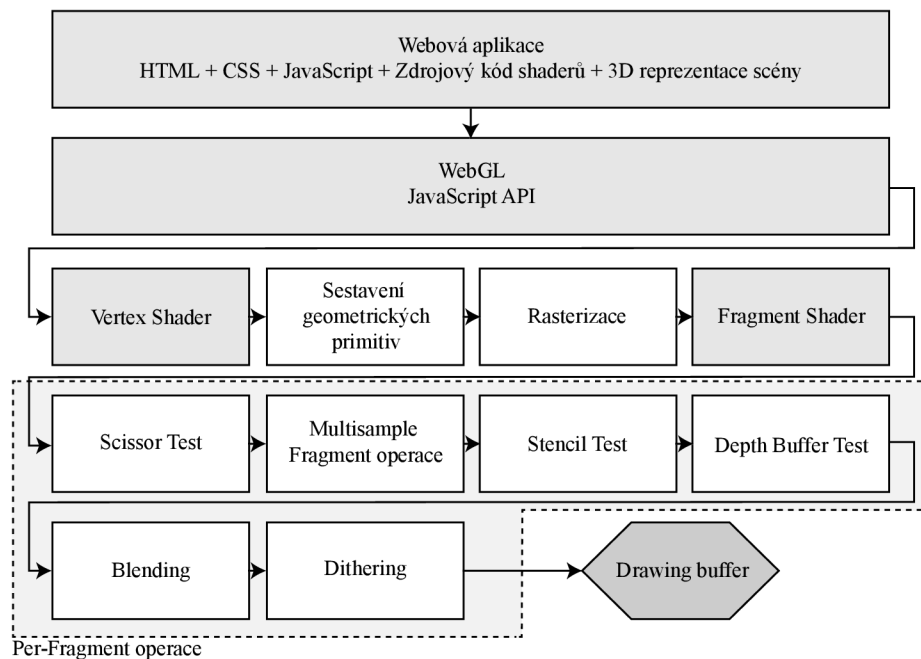 Webová aplikace
HTML + CSS + JavaScript + Zdrojový kód shaderů + 3D reprezentace scény
WebGL
JavaScript API
Vertex Shader
Sestavení
geometrických
primitiv
Rasterizace
Fragment Shader
Scissor Test
Multisample
Fragment operace
Stencil Test
Depth Buffer Test
Blending
Dithering
Drawing buffer
Per-Fragment operace